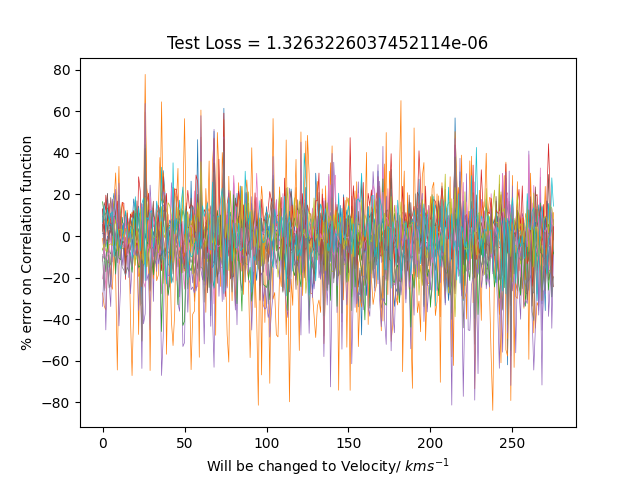 Test Loss = 1.3263226037452114e-06
% error on Correlation function
80
60
40
20
0
−20
−40
−60
−80
0 50 100 150 200 250
Will be changed to Velocity/ kms⁻¹